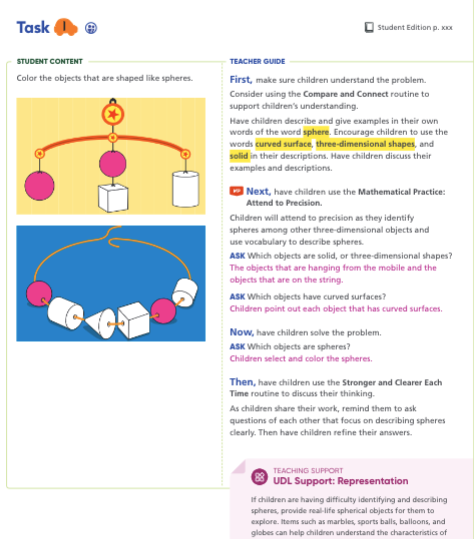 Task 1
Student Edition p. xxx
STUDENT CONTENT
Color the objects that are shaped like spheres.
TEACHER GUIDE
First, make sure children understand the problem.
Consider using the Compare and Connect routine to
support children's understanding.
Have children describe and give examples in their own
words of the word sphere. Encourage children to use the
words curved surface, three-dimensional shapes, and
solid in their descriptions. Have children discuss their
examples and descriptions.
Next, have children use the Mathematical Practice:
Attend to Precision.
Children will attend to precision as they identify
spheres among other three-dimensional objects and
use vocabulary to describe spheres.
ASK Which objects are solid, or three-dimensional shapes?
The objects that are hanging from the mobile and the
objects that are on the string.
ASK Which objects have curved surfaces?
Children point out each object that has curved surfaces.
Now, have children solve the problem.
ASK Which objects are spheres?
Children select and color the spheres.
Then, have children use the Stronger and Clearer Each
Time routine to discuss their thinking.
As children share their work, remind them to ask
questions of each other that focus on describing spheres
clearly. Then have children refine their answers.
TEACHING SUPPORT
UDL Support: Representation
If children are having difficulty identifying and describing
spheres, provide real-life spherical objects for them to
explore. Items such as marbles, sports balls, balloons, and
globes can help children understand the characteristics of